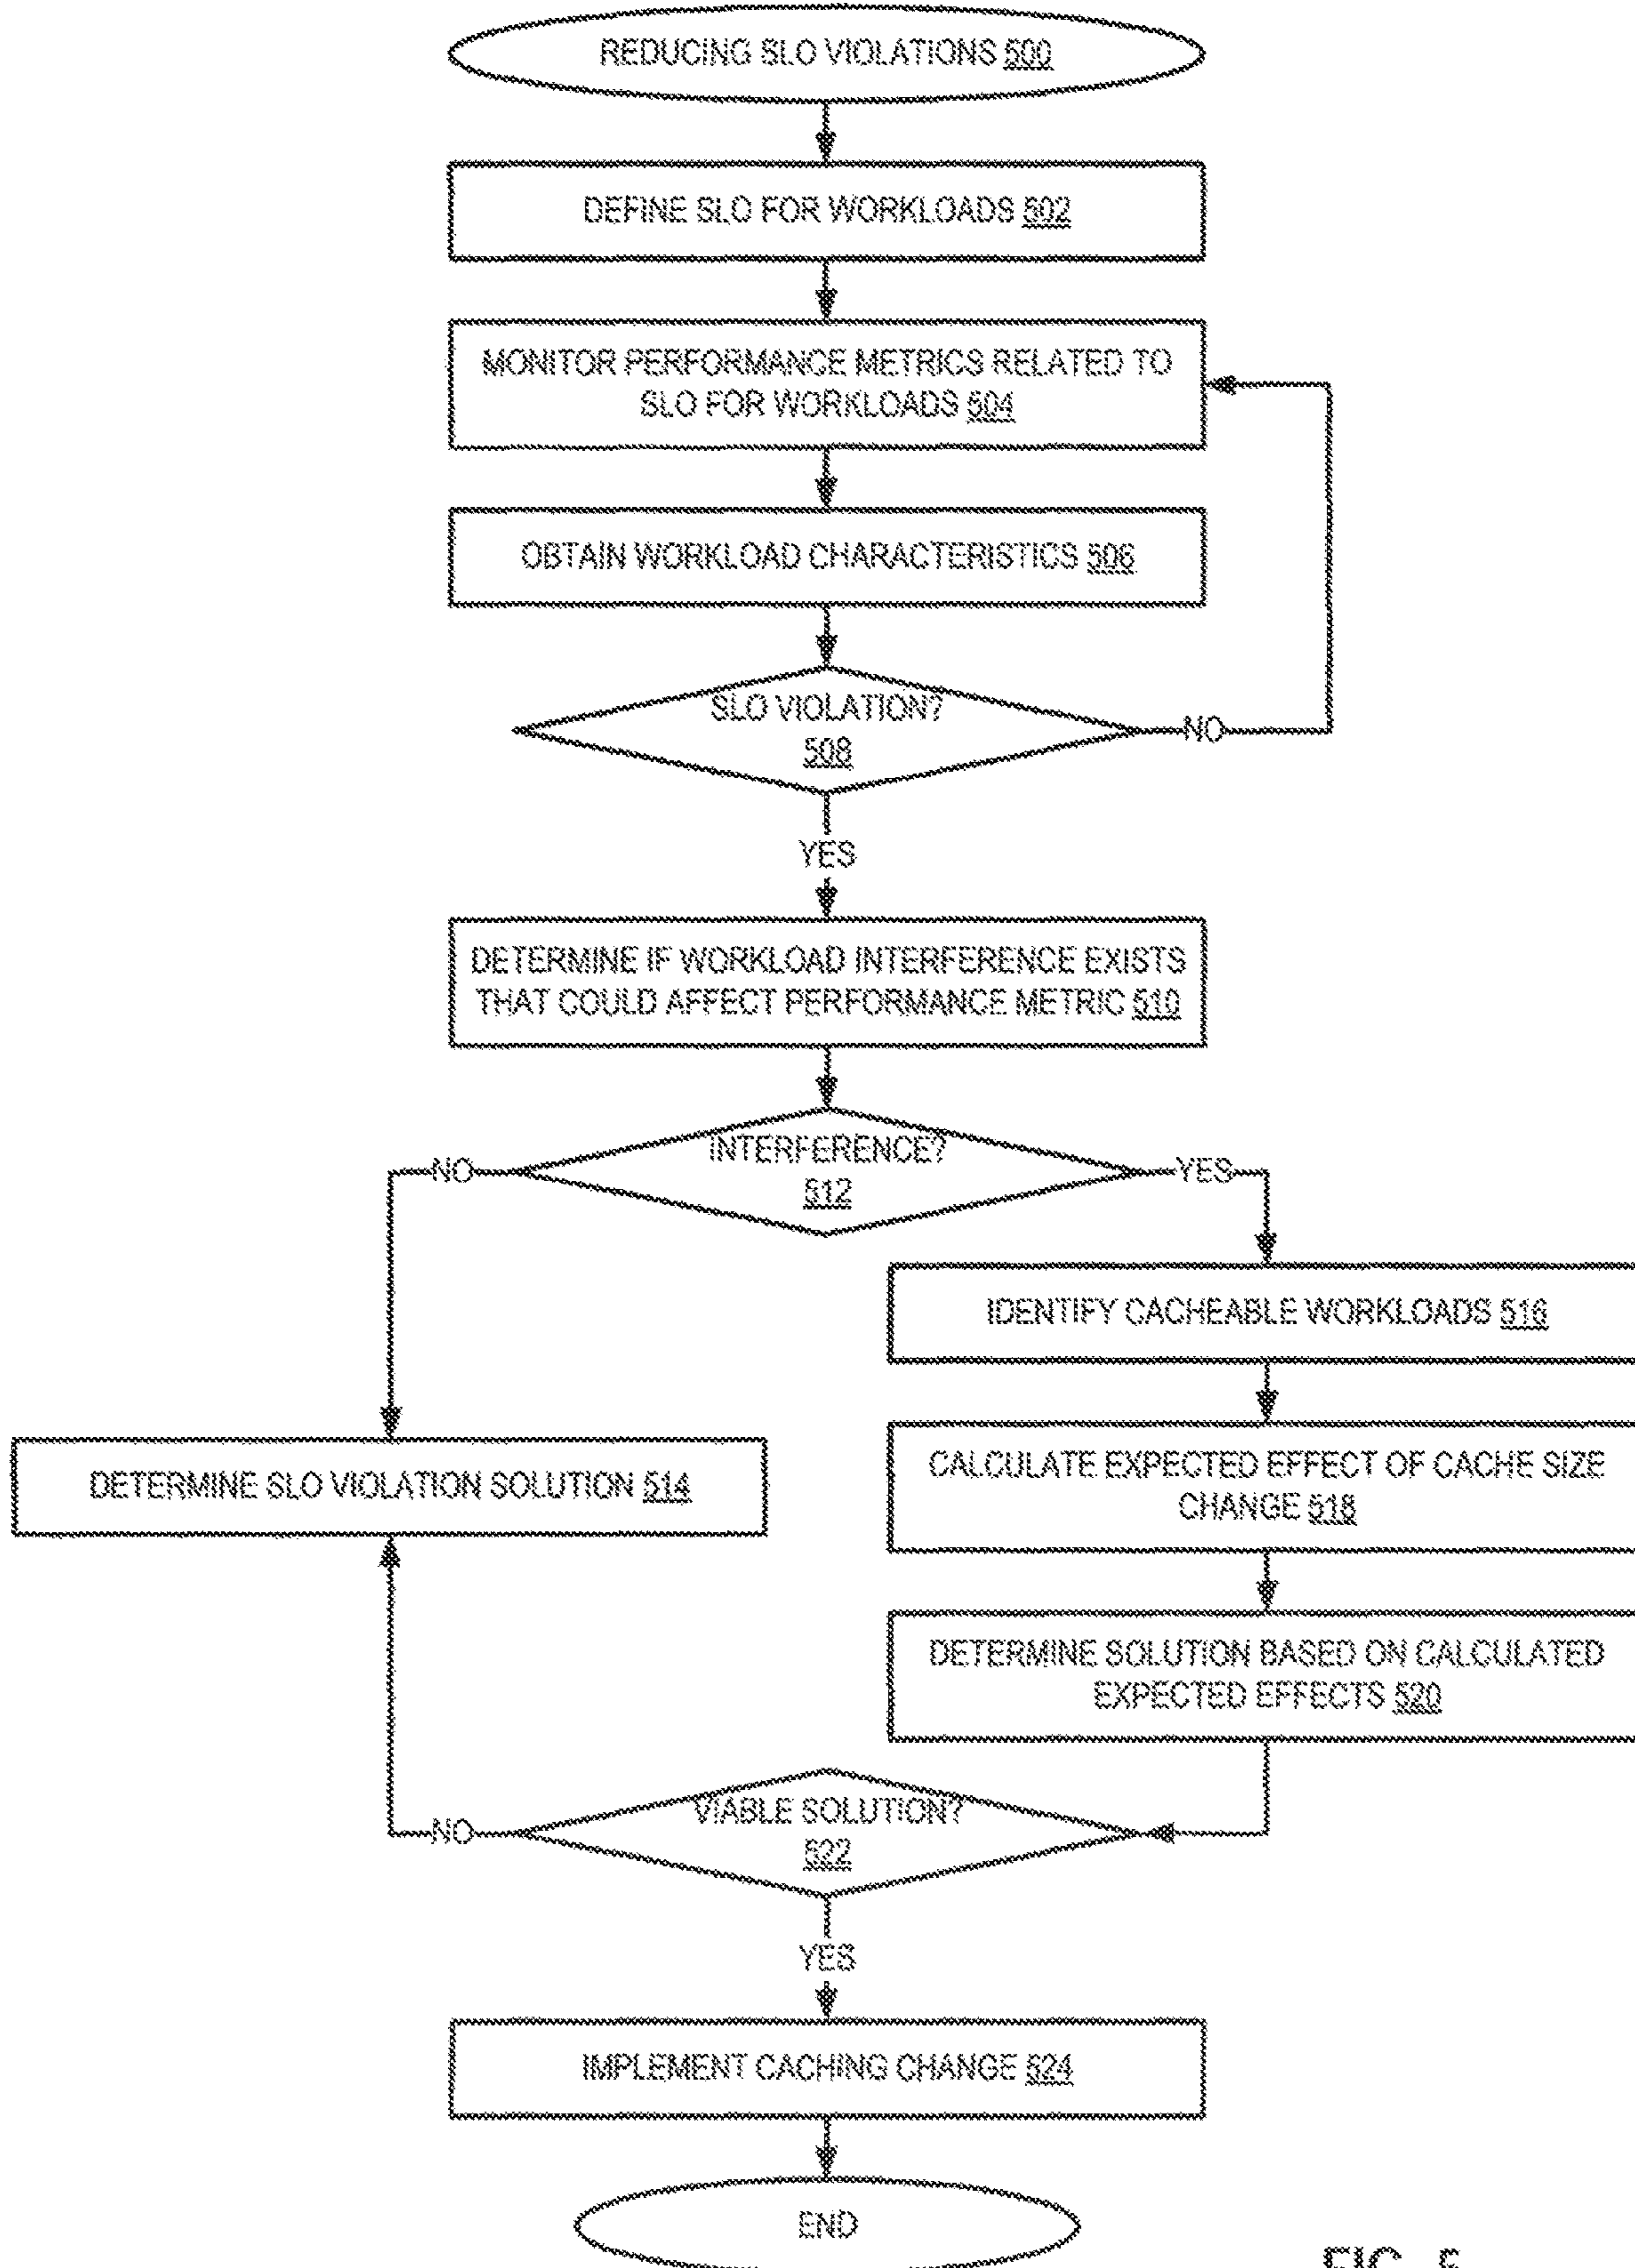 REDUCING SLO VIOLATIONS 500
DEFINE SLO FOR WORKLOADS 502
MONITOR PERFORMANCE METRICS RELATED TO
SLO FOR WORKLOADS 504
OBTAIN WORKLOAD CHARACTERISTICS 506
SLO VIOLATION?
508
NO
YES
DETERMINE IF WORKLOAD INTERFERENCE EXISTS
THAT COULD AFFECT PERFORMANCE METRIC 510
INTERFERENCE?
512
NO
YES
IDENTIFY CACHEABLE WORKLOADS 516
CALCULATE EXPECTED EFFECT OF CACHE SIZE
CHANGE 518
DETERMINE SLO VIOLATION SOLUTION 514
DETERMINE SOLUTION BASED ON CALCULATED
EXPECTED EFFECTS 520
VIABLE SOLUTION?
522
NO
YES
IMPLEMENT CACHING CHANGE 524
END
FIG. 5